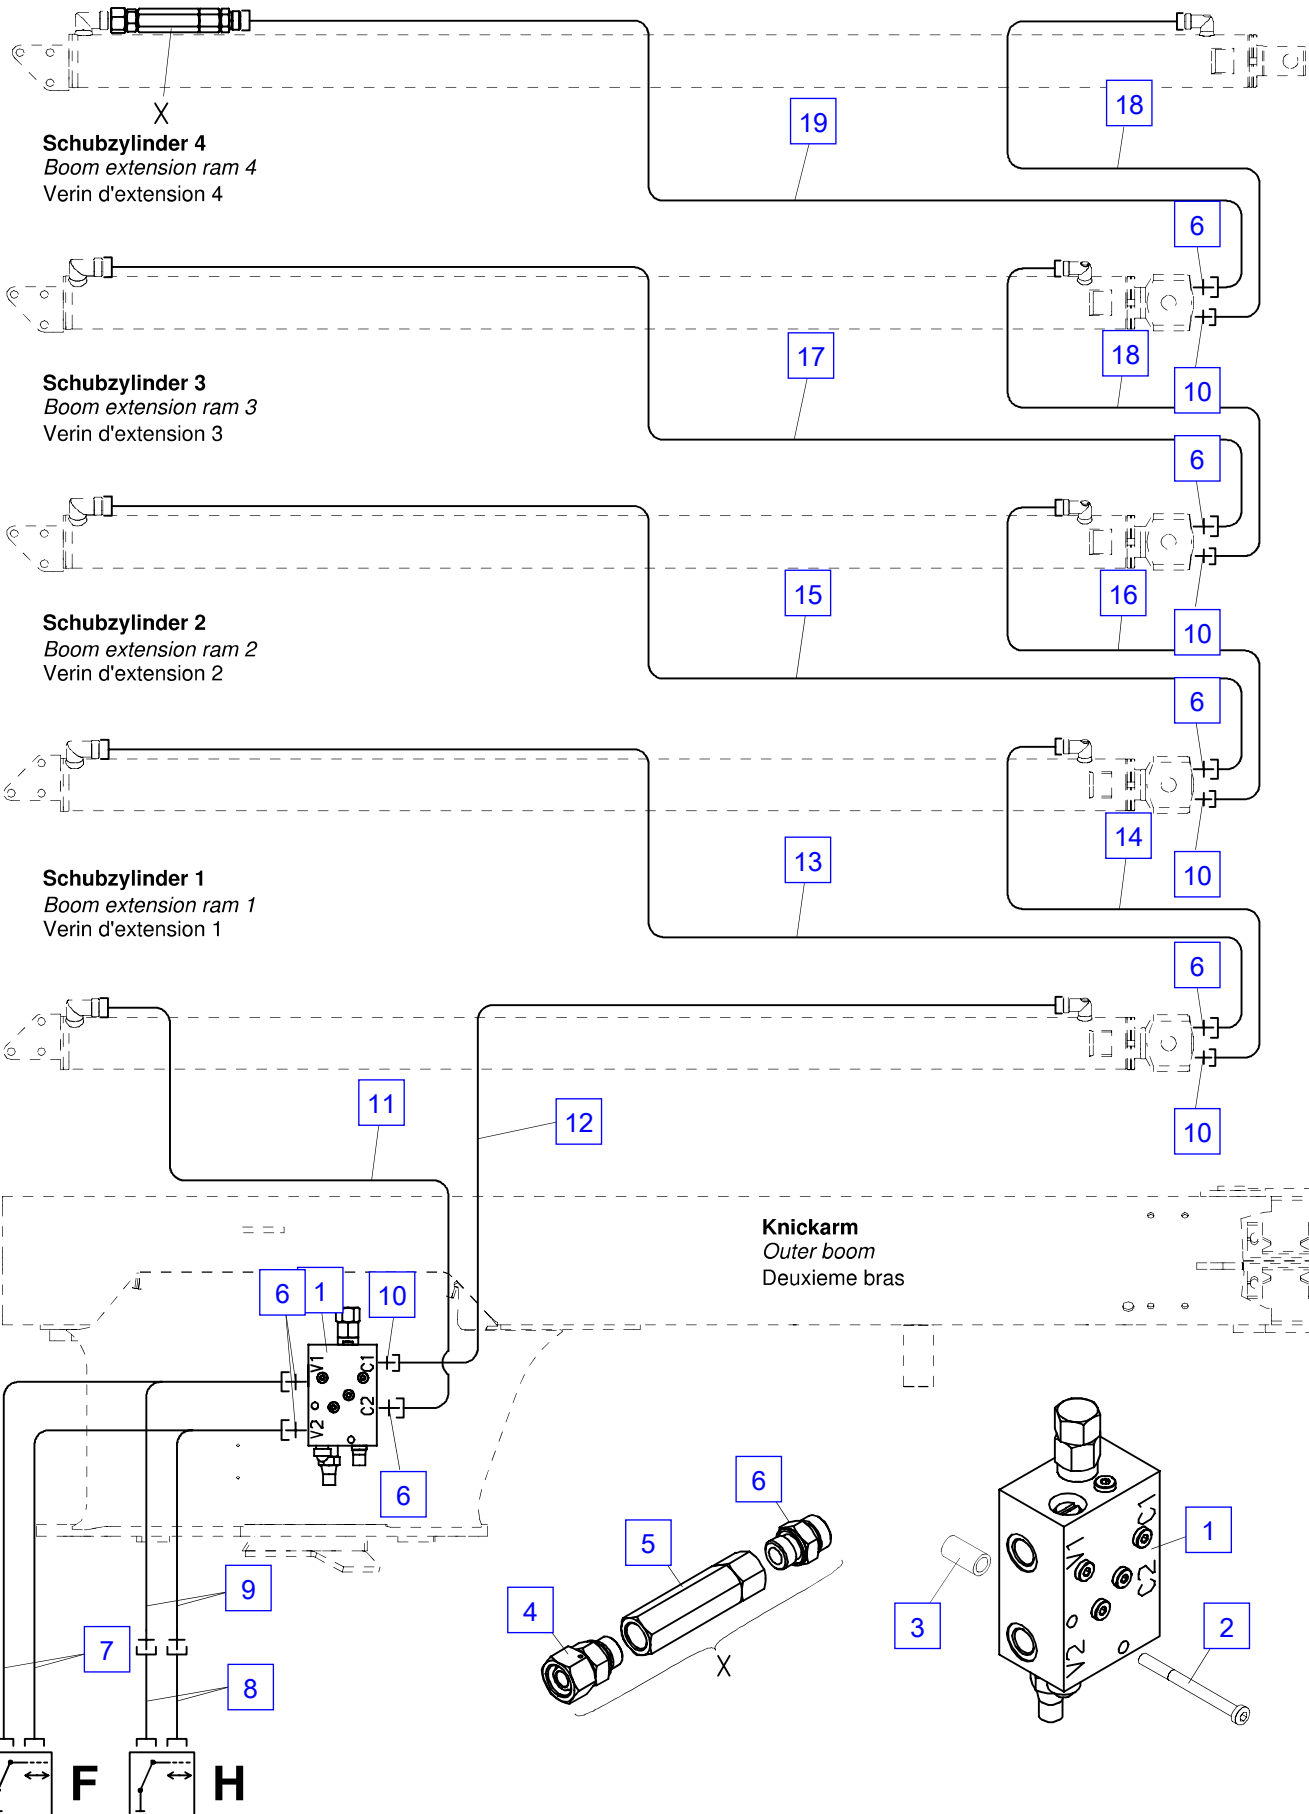 X
19
18
Schubzylinder 4
Boom extension ram 4
Verin d'extension 4
6
17
18
10
Schubzylinder 3
Boom extension ram 3
Verin d'extension 3
6
15
16
10
Schubzylinder 2
Boom extension ram 2
Verin d'extension 2
6
13
14
10
Schubzylinder 1
Boom extension ram 1
Verin d'extension 1
6
11
12
10
Knickarm
Outer boom
Deuxieme bras
6
1
10
V1
C1
C2
V2
6
6
5
4
X
C1
V1
C2
V2
1
3
2
9
7
8
F
H